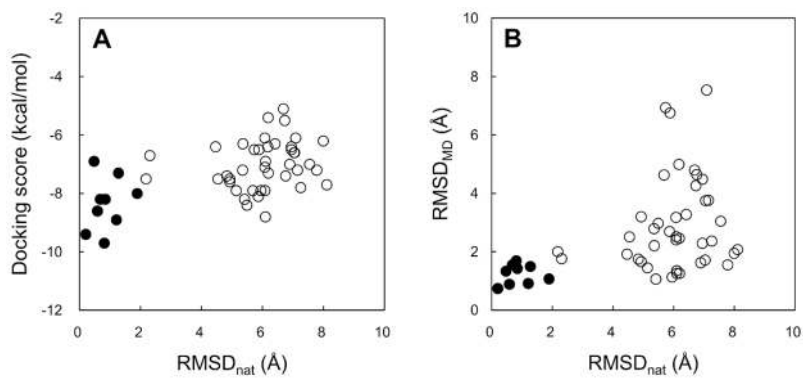 A
-2
-4
-6
-8
-10
-12
0 2 4 6 8 10
Docking score (kcal/mol)
RMSDnat (Å)
B
10
8
6
4
2
0
0 2 4 6 8 10
RMSDMD (Å)
RMSDnat (Å)